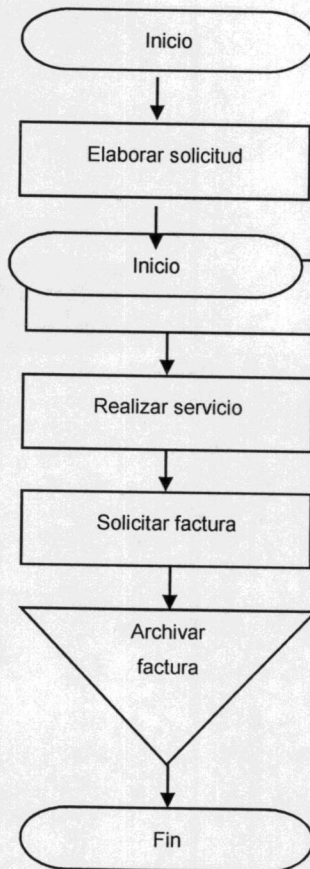 Inicio
Elaborar solicitud
Inicio
Realizar servicio
Solicitar factura
Archivar
factura
Fin